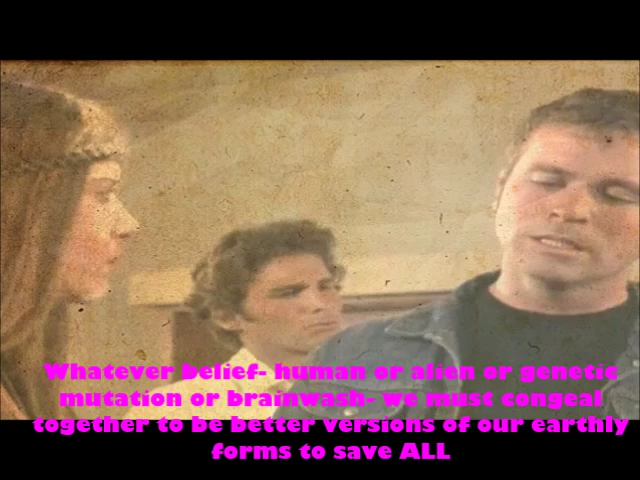 Whatever belief- human or alien or genetic
mutation or brainwash- we must congeal
together to be better versions of our earthly
forms to save ALL